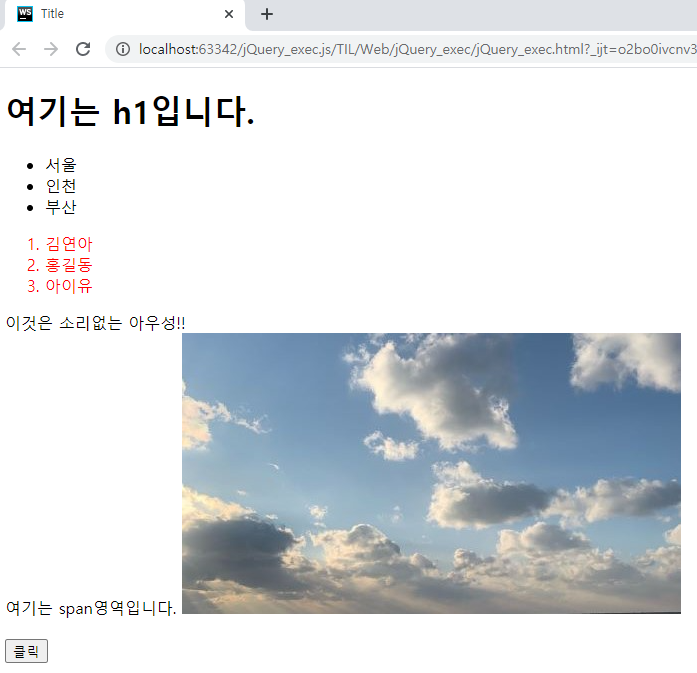 WS Title
localhost:63342/jQuery_exec.js/TIL/Web/jQuery_exec/jQuery_exec.html?_ijt=o2bo0ivcnv3
여기는 h1입니다.
• 서울
• 인천
• 부산
1. 김연아
2. 홍길동
3. 아이유
이것은 소리없는 아우성!!
여기는 span영역입니다.
클릭